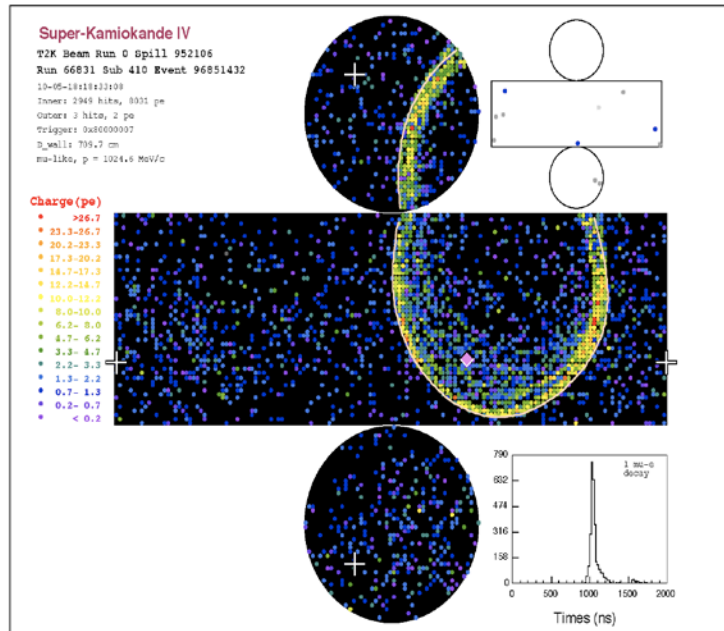 Super-Kamiokande IV
T2K Beam Run 0 Spill 952106
Run 66831 Sub 410 Event 96851432
10-05-18:18:33:08
Inner: 2949 hits, 8031 pe
Outer: 3 hits, 2 pe
Trigger: 0x80000007
D_wall: 709.7 cm
mu-like, p = 1024.6 MeV/c
Charge(pe)
>26.7
23.3-26.7
20.2-23.3
17.3-20.2
14.7-17.3
12.2-14.7
10.0-12.2
8.0-10.0
6.2- 8.0
4.7- 6.2
3.3- 4.7
2.2- 3.3
1.3- 2.2
0.7- 1.3
0.2- 0.7
< 0.2
1 mu-e
decay
790
632
474
316
158
0
0 500 1000 1500 2000
Times (ns)